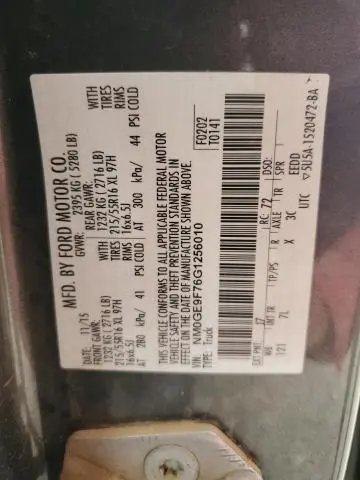 MFD. BY FORD MOTOR CO.
DATE: 11/15 2395 KG ( 5280 LB)
FRONT GAWR: REAR GAWR:
1232 KG ( 2716 LB) WITH 1232 KG ( 2716 LB) WITH
215/55R16 XL 97H TIRES 215/55R16 XL 97H TIRES
16x6.5J RIMS 16x6.5J RIMS
AT 280 kPa/ 41 PSI COLD AT 300 kPa/ 44 PSI COLD
THIS VEHICLE CONFORMS TO ALL APPLICABLE FEDERAL MOTOR
VEHICLE SAFETY AND THEFT PREVENTION STANDARDS IN
EFFECT ON THE DATE OF MANUFACTURE SHOWN ABOVE.
F0202
T0141
VIN: NM0GE9F76G1256010
TYPE: truck
EXT PNT: J7 RC: 72 DSO:
WB TP/PS R AXLE TR SPR EEDO
121 7L X 3C UTC
5U5A-1520472-BA